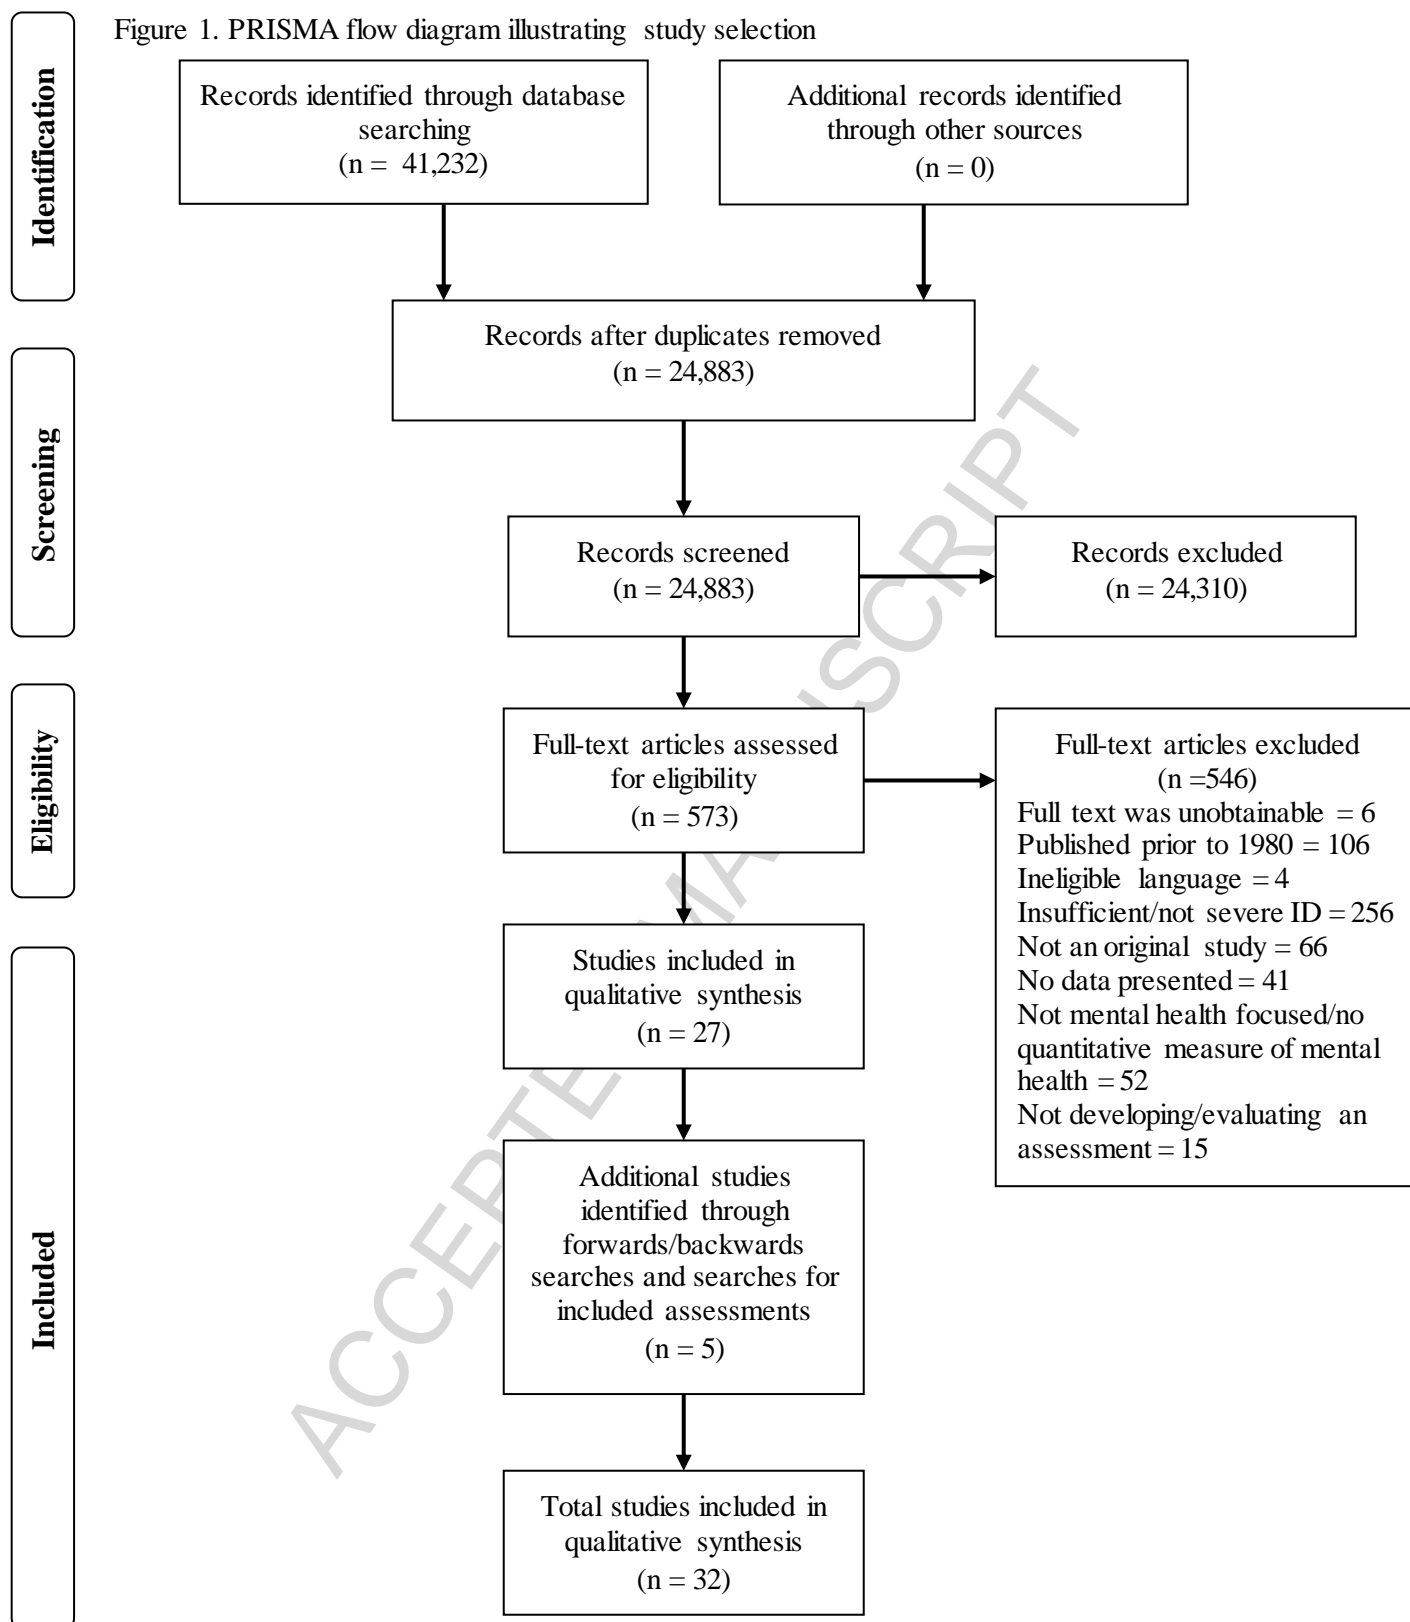 Figure 1. PRISMA flow diagram illustrating study selection
Identification
Records identified through database
searching
(n = 41,232)
Additional records identified
through other sources
(n = 0)
Records after duplicates removed
(n = 24,883)
Screening
Records screened
(n = 24,883)
Records excluded
(n = 24,310)
Eligibility
Full-text articles assessed
for eligibility
(n = 573)
Full-text articles excluded
(n =546)
Full text was unobtainable = 6
Published prior to 1980 = 106
Ineligible language = 4
Insufficient/not severe ID = 256
Not an original study = 66
No data presented = 41
Not mental health focused/no
quantitative measure of mental
health = 52
Not developing/evaluating an
assessment = 15
Included
Studies included in
qualitative synthesis
(n = 27)
Additional studies
identified through
forwards/backwards
searches and searches for
included assessments
(n = 5)
Total studies included in
qualitative synthesis
(n = 32)
ACCEPTED MANUSCRIPT